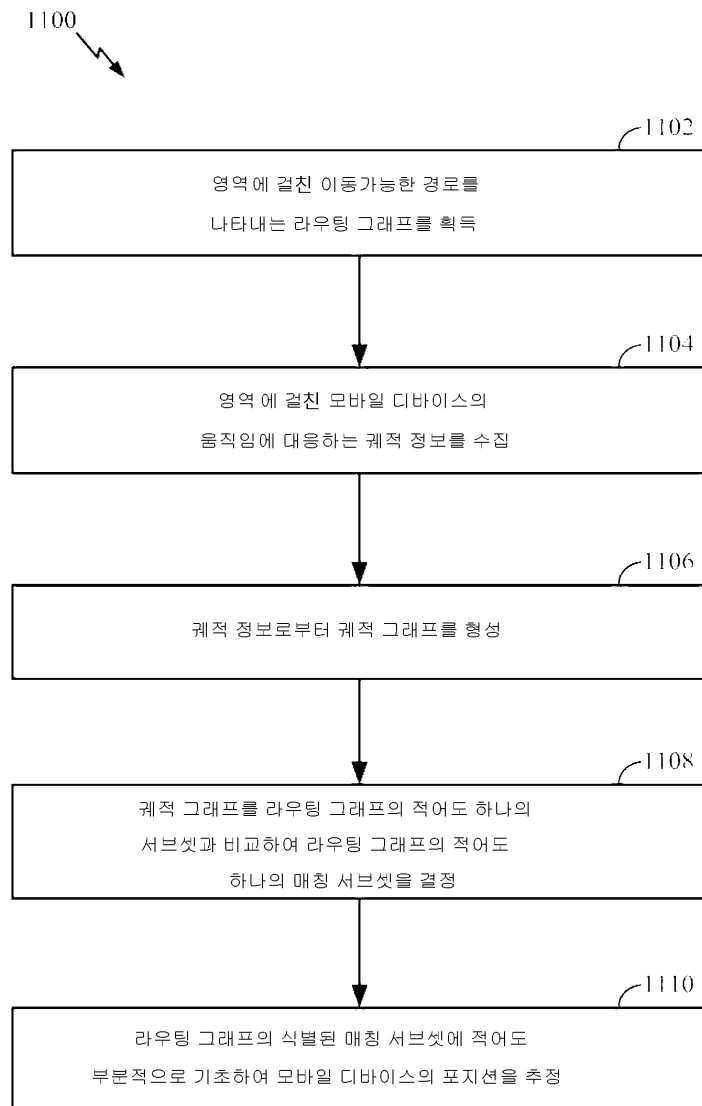 1100
1102
영역에 걸친 이동가능한 경로를
나타내는 라우팅 그래프를 획득
1104
영역에 걸친 모바일 디바이스의
움직임에 대응하는 궤적 정보를 수집
1106
궤적 정보로부터 궤적 그래프를 형성
1108
궤적 그래프를 라우팅 그래프의 적어도 하나의
서브셋과 비교하여 라우팅 그래프의 적어도
하나의 매칭 서브셋을 결정
1110
라우팅 그래프의 식별된 매칭 서브셋에 적어도
부분적으로 기초하여 모바일 디바이스의 포지션을 추정